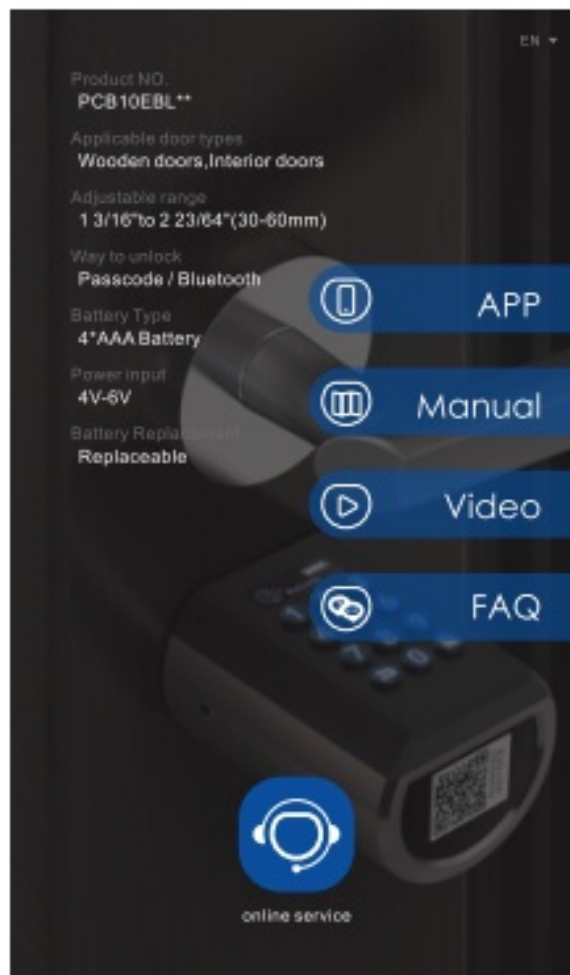 EN
Product NO.
PCB10EBL**
Applicable door types
Wooden doors,Interior doors
Adjustable range
1 3/16"to 2 23/64"(30-60mm)
Way to unlock
Passcode / Bluetooth
Battery Type
4*AAA Battery
Power input
4V-6V
Battery Replacement
Replaceable
APP
Manual
Video
FAQ
online service